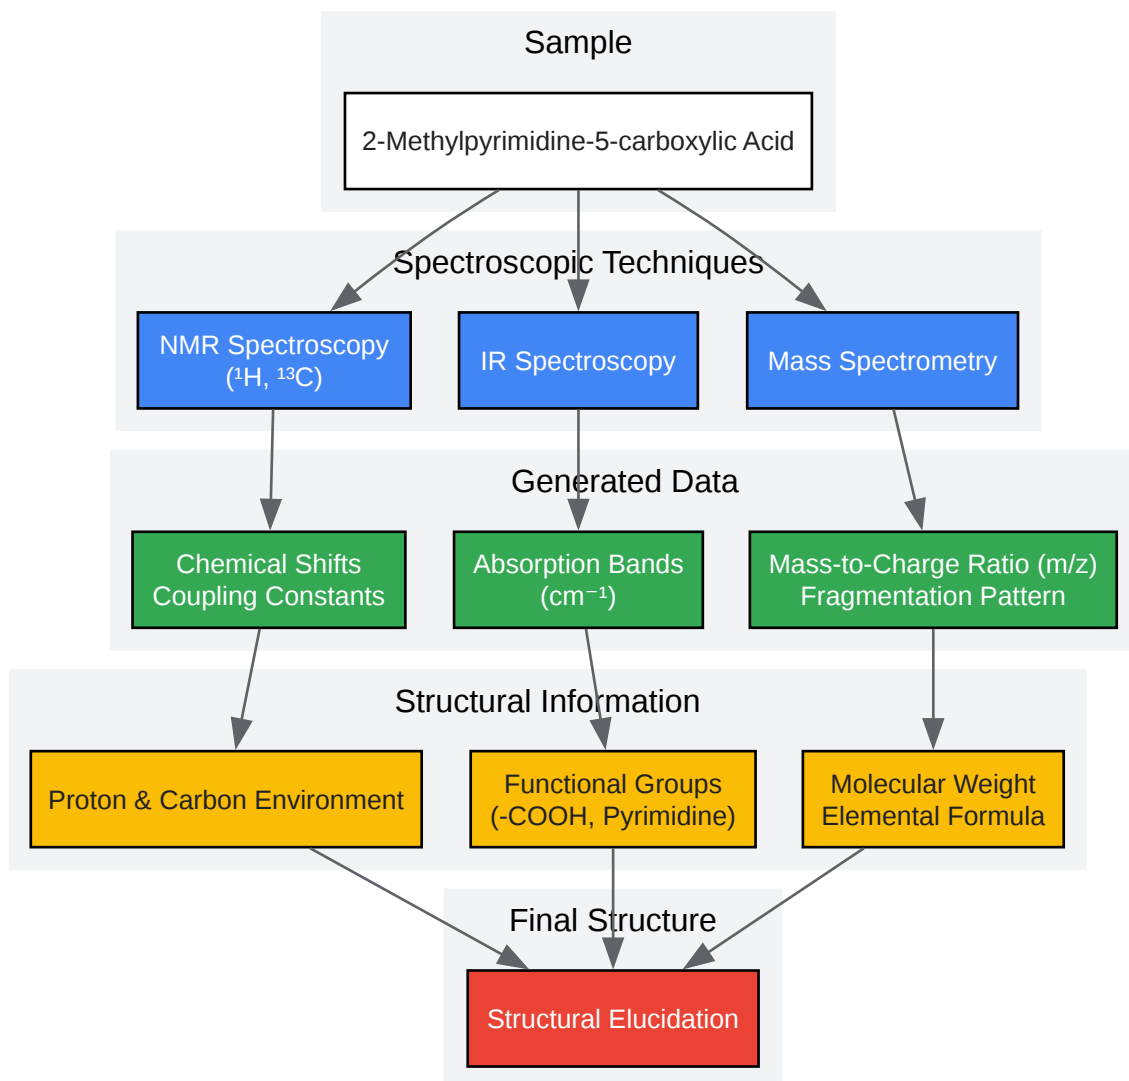 Sample
2-Methylpyrimidine-5-carboxylic Acid
Spectroscopic Techniques
NMR Spectroscopy
(¹H, ¹³C)
IR Spectroscopy
Mass Spectrometry
Generated Data
Chemical Shifts
Coupling Constants
Absorption Bands
(cm⁻¹)
Mass-to-Charge Ratio (m/z)
Fragmentation Pattern
Structural Information
Proton & Carbon Environment
Functional Groups
(-COOH, Pyrimidine)
Molecular Weight
Elemental Formula
Final Structure
Structural Elucidation